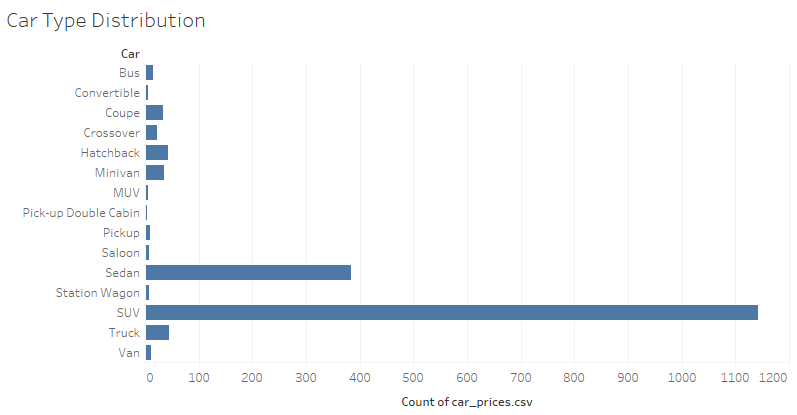 Car Type Distribution
Car
Bus
Convertible
Coupe
Crossover
Hatchback
Minivan
MUV
Pick-up Double Cabin
Pickup
Saloon
Sedan
Station Wagon
SUV
Truck
Van
0 100 200 300 400 500 600 700 800 900 1000 1100 1200
Count of car_prices.csv